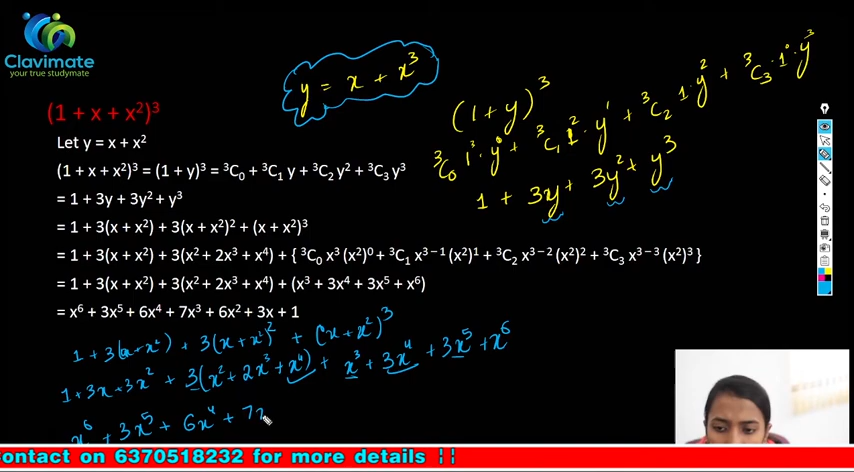 Clavimate
your true studymate
y = x + x³
(1 + x + x²)³
Let y = x + x²
(1 + x + x²)³ = (1 + y)³ = ³C₀ + ³C₁ y + ³C₂ y² + ³C₃ y³
= 1 + 3y + 3y² + y³
= 1 + 3(x + x²) + 3(x + x²)² + (x + x²)³
= 1 + 3(x + x²) + 3(x² + 2x³ + x⁴) + { ³C₀ x³ (x²)⁰ + ³C₁ x³⁻¹ (x²)¹ + ³C₂ x³⁻² (x²)² + ³C₃ x³⁻³ (x²)³ }
= 1 + 3(x + x²) + 3(x² + 2x³ + x⁴) + (x³ + 3x⁴ + 3x⁵ + x⁶)
= x⁶ + 3x⁵ + 6x⁴ + 7x³ + 6x² + 3x + 1
(1 + y)³
³C₀ 1³·y⁰ + ³C₁ 1²·y¹ + ³C₂ 1·y² + ³C₃·1⁰·y³
1 + 3y + 3y² + y³
1 + 3(x + x²) + 3(x + x²)² + (x + x²)³
1 + 3x + 3x² + 3(x² + 2x³ + x⁴) + x³ + 3x⁴ + 3x⁵ + x⁶
x⁶ + 3x⁵ + 6x⁴ + 7x
ontact on 6370518232 for more details ¦¦